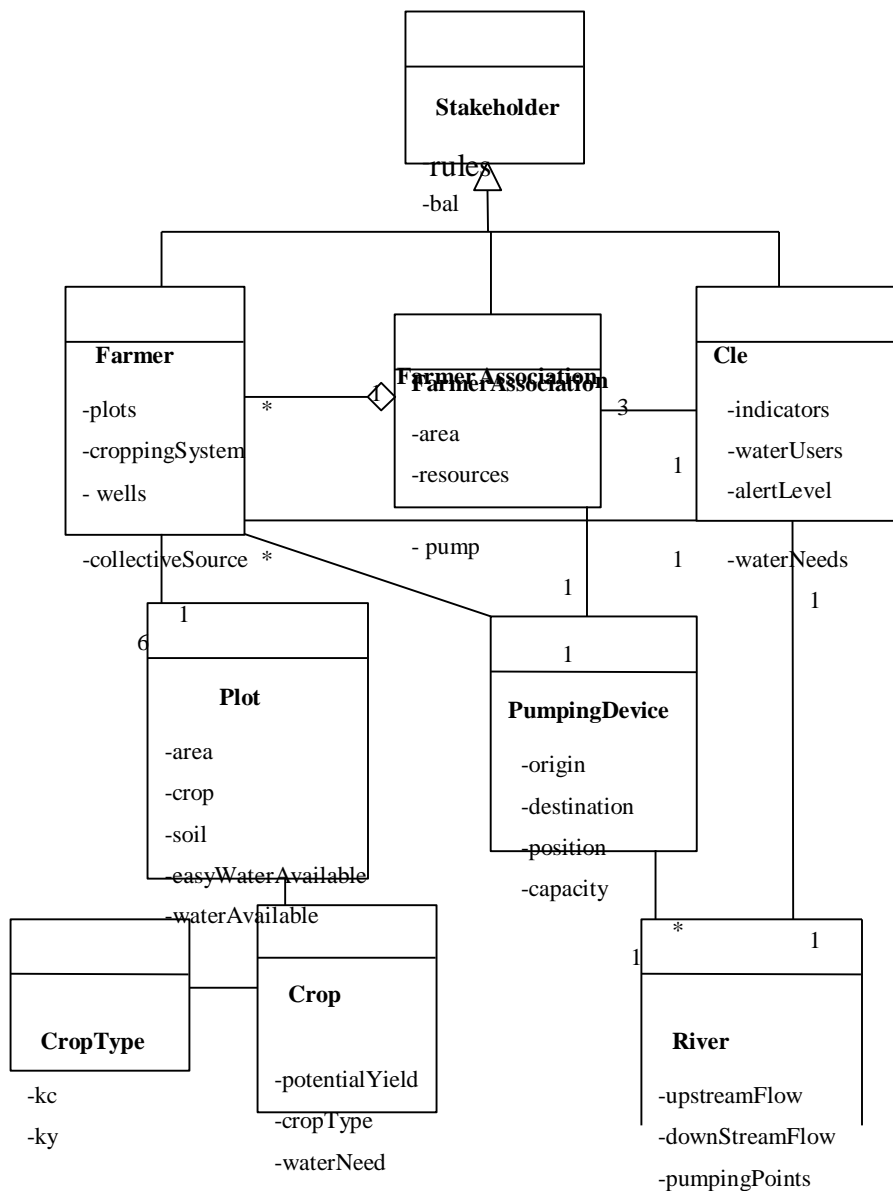 Stakeholder
-rules
-bal
Farmer
-plots
-croppingSystem
- wells
-collectiveSource
FarmerAssociation
FarmerAssociation
-area
-resources
- pump
Cle
-indicators
-waterUsers
-alertLevel
-waterNeeds
*
1
3
1
*
1
1
1
1
6
1
Plot
-area
-crop
-soil
-easyWaterAvailable
-waterAvailable
PumpingDevice
-origin
-destination
-position
-capacity
*
1
1
CropType
-kc
-ky
Crop
-potentialYield
-cropType
-waterNeed
River
-upstreamFlow
-downStreamFlow
-pumpingPoints